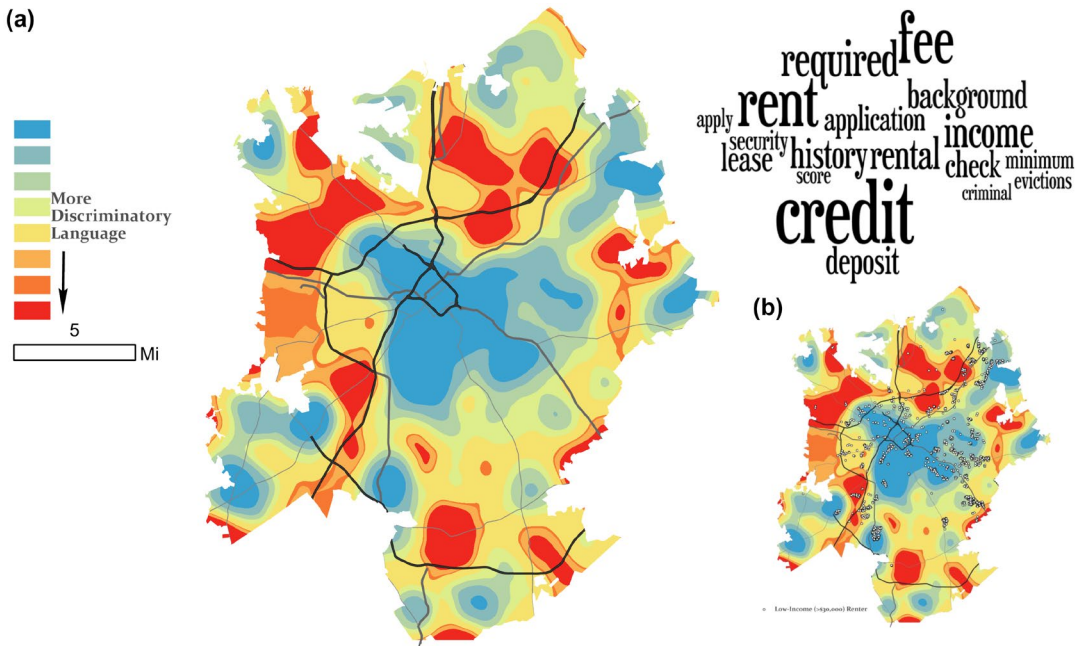 (a)
More
Discriminatory
Language
5
Mi
fee
required
background
rent
apply
application
income
security
lease
history
rental
check
minimum
score
evictions
criminal
credit
deposit
(b)
Low-Income (>$30,000) Renter